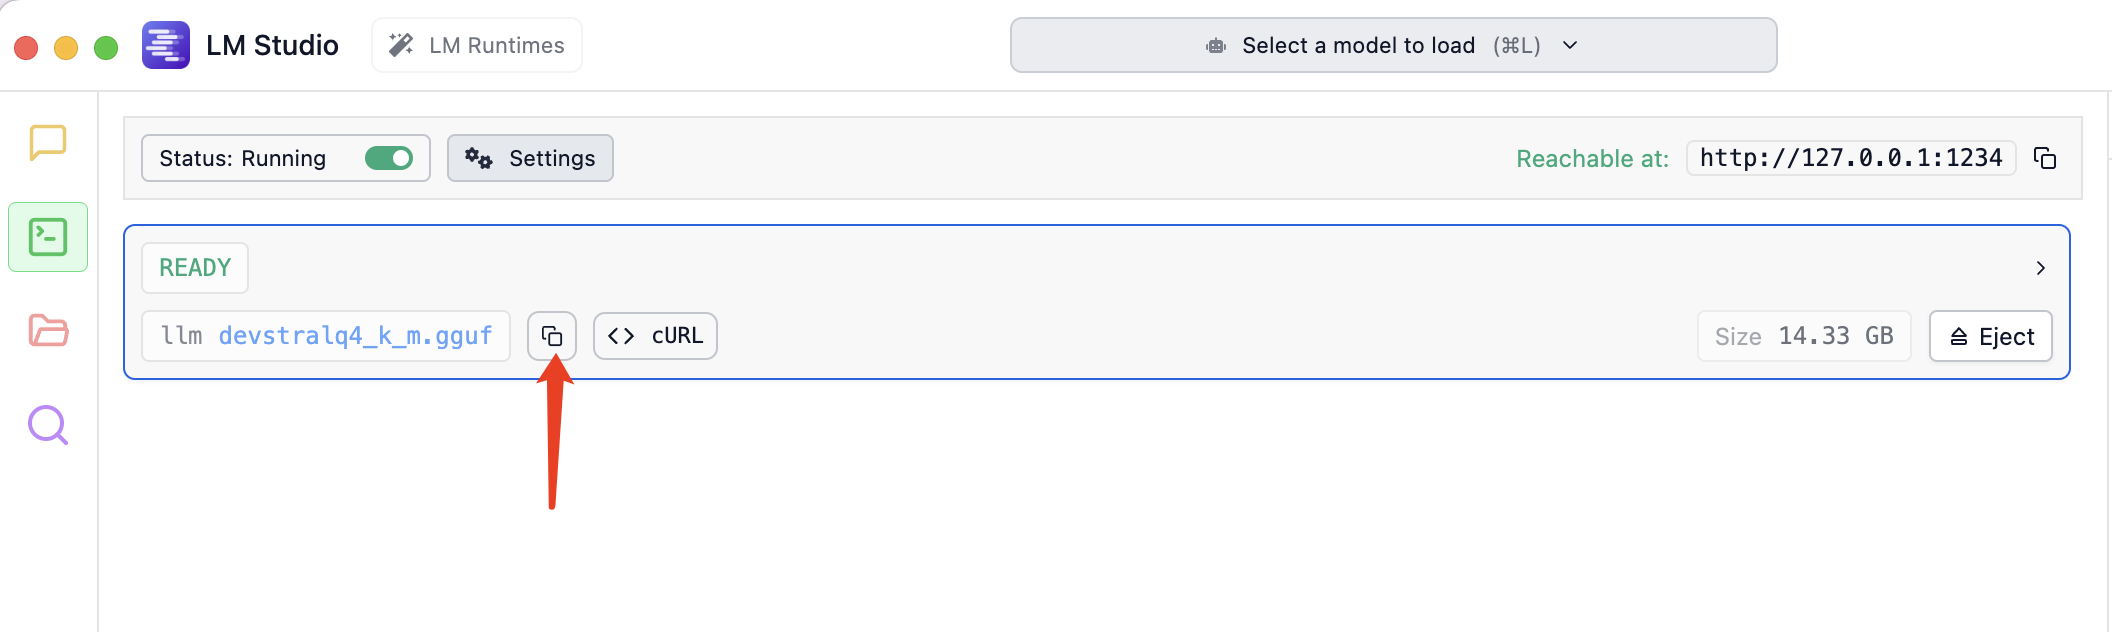 LM Studio
LM Runtimes
Select a model to load (⌘L)
Status: Running
Settings
Reachable at: http://127.0.0.1:1234
READY
llm devstralq4_k_m.gguf
cURL
Size 14.33 GB
Eject